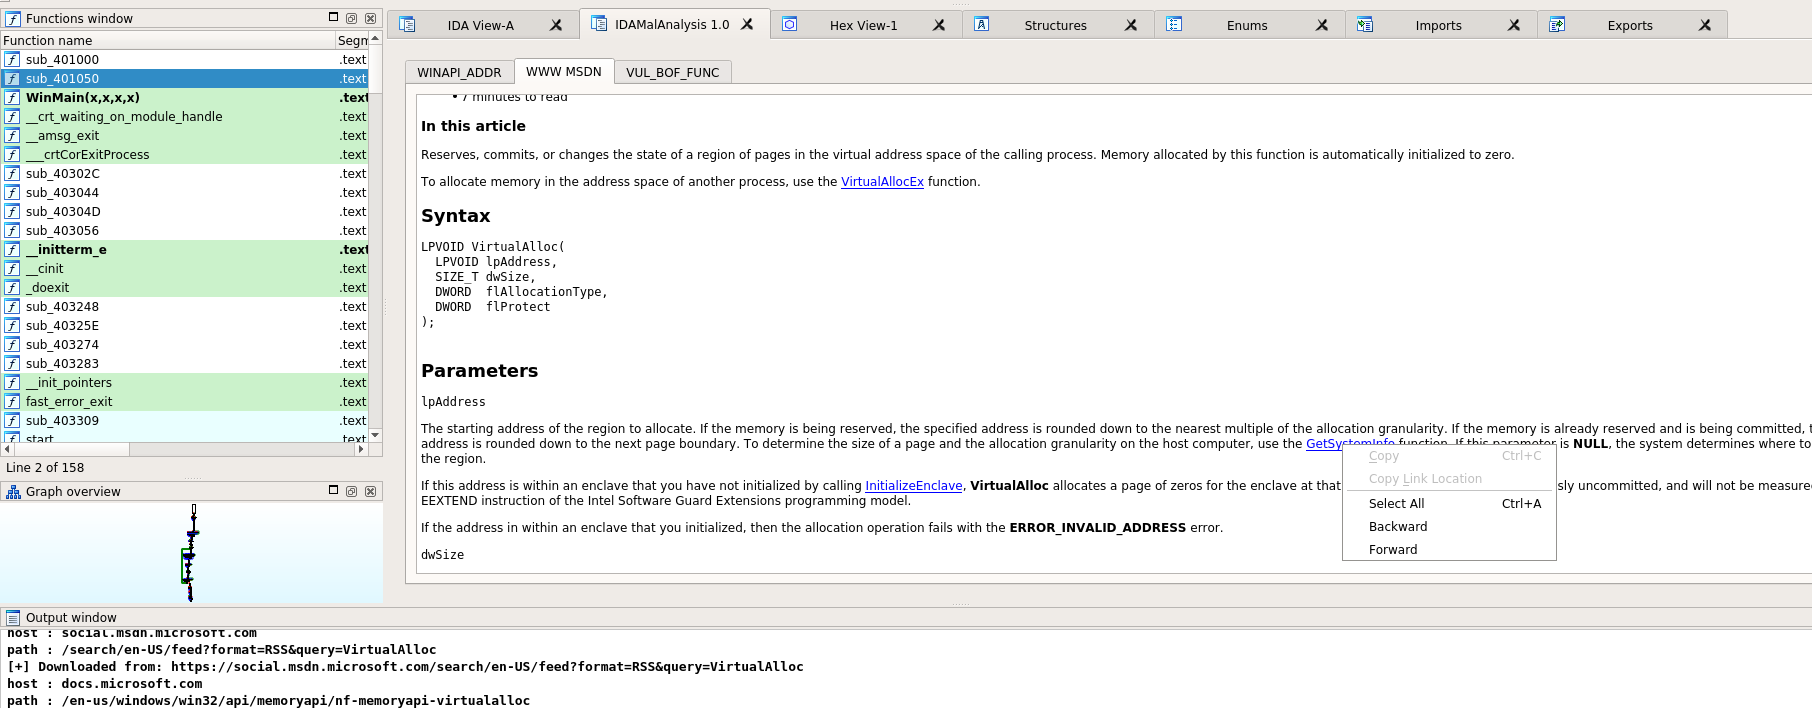 Functions window
Function name Segm
sub_401000 .text
sub_401050 .text
WinMain(x,x,x,x) .text
__crt_waiting_on_module_handle .text
__amsg_exit .text
___crtCorExitProcess .text
sub_40302C .text
sub_403044 .text
sub_40304D .text
sub_403056 .text
__initterm_e .text
__cinit .text
_doexit .text
sub_403248 .text
sub_40325E .text
sub_403274 .text
sub_403283 .text
__init_pointers .text
fast_error_exit .text
sub_403309 .text
start .text
Line 2 of 158
Graph overview
IDA View-A IDAMalAnalysis 1.0 Hex View-1 Structures Enums Imports Exports
WINAPI_ADDR WWW MSDN VUL_BOF_FUNC
• 7 minutes to read
In this article
Reserves, commits, or changes the state of a region of pages in the virtual address space of the calling process. Memory allocated by this function is automatically initialized to zero.
To allocate memory in the address space of another process, use the VirtualAllocEx function.
Syntax
LPVOID VirtualAlloc(
LPVOID lpAddress,
SIZE_T dwSize,
DWORD flAllocationType,
DWORD flProtect
);
Parameters
lpAddress
The starting address of the region to allocate. If the memory is being reserved, the specified address is rounded down to the nearest multiple of the allocation granularity. If the memory is already reserved and is being committed, t
address is rounded down to the next page boundary. To determine the size of a page and the allocation granularity on the host computer, use the GetSystemInfo function. If this parameter is NULL, the system determines where to
the region.
If this address is within an enclave that you have not initialized by calling InitializeEnclave, VirtualAlloc allocates a page of zeros for the enclave at that sly uncommitted, and will not be measure
EEXTEND instruction of the Intel Software Guard Extensions programming model.
If the address in within an enclave that you initialized, then the allocation operation fails with the ERROR_INVALID_ADDRESS error.
dwSize
Copy Ctrl+C
Copy Link Location
Select All Ctrl+A
Backward
Forward
Output window
host : social.msdn.microsoft.com
path : /search/en-US/feed?format=RSS&query=VirtualAlloc
[+] Downloaded from: https://social.msdn.microsoft.com/search/en-US/feed?format=RSS&query=VirtualAlloc
host : docs.microsoft.com
path : /en-us/windows/win32/api/memoryapi/nf-memoryapi-virtualalloc